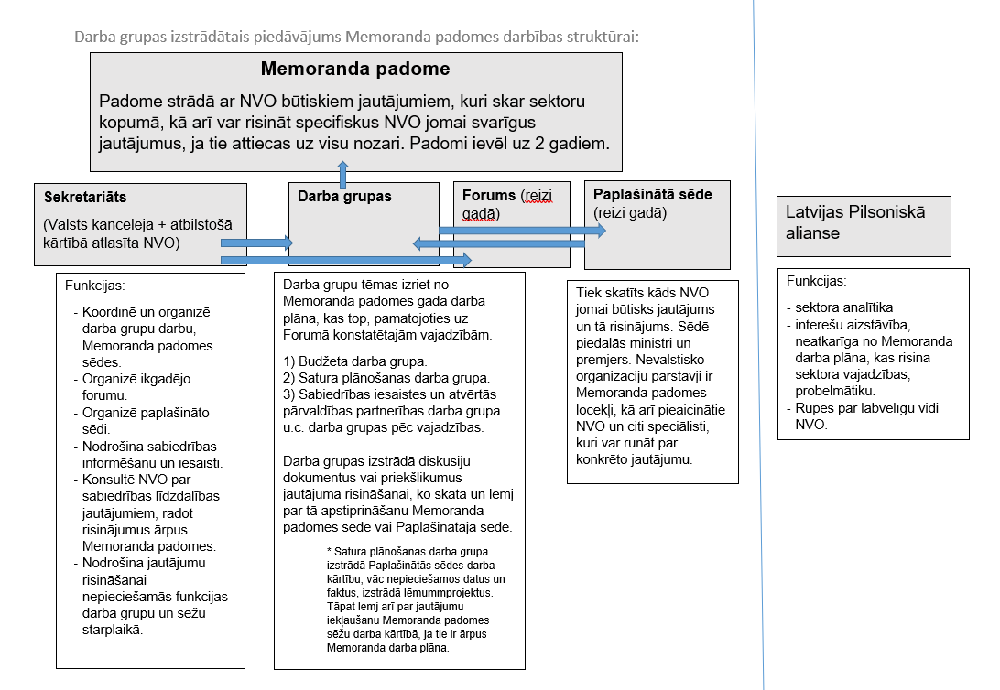 Darba grupas izstrādātais piedāvājums Memoranda padomes darbības struktūrai:
Memoranda padome
Padome strādā ar NVO būtiskiem jautājumiem, kuri skar sektoru
kopumā, kā arī var risināt specifiskus NVO jomai svarīgus
jautājumus, ja tie attiecas uz visu nozari. Padomi ievēl uz 2 gadiem.
Sekretariāts
(Valsts kanceleja + atbilstošā
kārtībā atlasīta NVO)
Darba grupas
Forums (reizi
gadā)
Paplašinātā sēde
(reizi gadā)
Latvijas Pilsoniskā
alianse
Funkcijas:
- Koordinē un organizē
darba grupu darbu,
Memoranda padomes
sēdes.
- Organizē ikgadējo
forumu.
- Organizē paplašināto
sēdi.
- Nodrošina sabiedrības
informēšanu un iesaisti.
- Konsultē NVO par
sabiedrības līdzdalības
jautājumiem, radot
risinājumus ārpus
Memoranda padomes.
- Nodrošina jautājumu
risināšanai
nepieciešamās funkcijas
darba grupu un sēžu
starplaikā.
Darba grupu tēmas izriet no
Memoranda padomes gada darba
plāna, kas top, pamatojoties uz
Forumā konstatētajām vajadzībām.
1) Budžeta darba grupa.
2) Satura plānošanas darba grupa.
3) Sabiedrības iesaistes un atvērtās
pārvaldības partnerības darba grupa
u.c. darba grupas pēc vajadzības.
Darba grupas izstrādā diskusiju
dokumentus vai priekšlikumus
jautājuma risināšanai, ko skata un lemj
par tā apstiprināšanu Memoranda
padomes sēdē vai Paplašinātajā sēdē.
* Satura plānošanas darba grupa
izstrādā Paplašinātās sēdes darba
kārtību, vāc nepieciešamos datus un
faktus, izstrādā lēmummprojektus.
Tāpat lemj arī par jautājumu
iekļaušanu Memoranda padomes
sēžu darba kārtībā, ja tie ir ārpus
Memoranda darba plāna.
Tiek skatīts kāds NVO
jomai būtisks jautājums
un tā risinājums. Sēdē
piedalās ministri un
premjers. Nevalstisko
organizāciju pārstāvji ir
Memoranda padomes
locekļi, kā arī pieaicinātie
NVO un citi speciālisti,
kuri var runāt par
konkrēto jautājumu.
Funkcijas:
- sektora analītika
- interešu aizstāvība,
neatkarīga no Memoranda
darba plāna, kas risina
sektora vajadzības,
probelmātiku.
- Rūpes par labvēlīgu vidi
NVO.